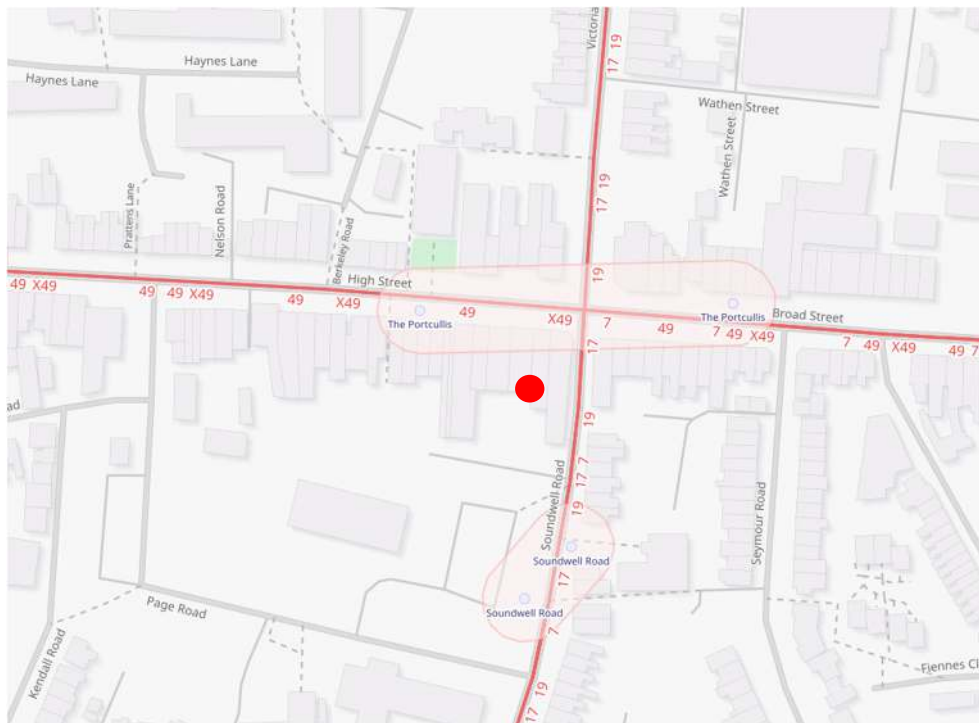 Victoria
19
17
Haynes Lane
Haynes Lane
Wathen Street
Wathen Street
19
17
Prattens Lane
Nelson Road
Berkeley Road
High Street
19
49 X49
49 49 X49
49
X49
49
X49
7
49
7 49 X49
7
49 X49
49 7
The Portcullis
The Portcullis
Broad Street
17
19
ad
Soundwell Road
17 7
19
Seymour Road
Soundwell Road
17
Soundwell Road
7
Page Road
Kendall Road
Fiennes Cl
19
17